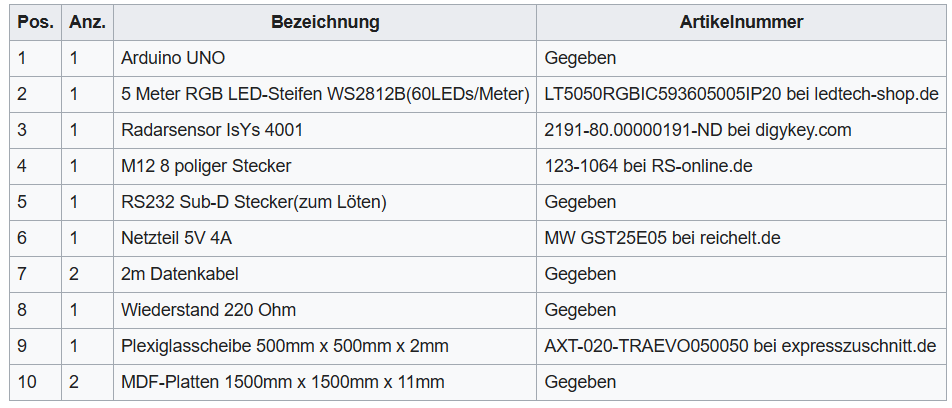 Pos. Anz. Bezeichnung Artikelnummer
1 1 Arduino UNO Gegeben
2 1 5 Meter RGB LED-Steifen WS2812B(60LEDs/Meter) LT5050RGBIC593605005IP20 bei ledtech-shop.de
3 1 Radarsensor IsYs 4001 2191-80.00000191-ND bei digykey.com
4 1 M12 8 poliger Stecker 123-1064 bei RS-online.de
5 1 RS232 Sub-D Stecker(zum Löten) Gegeben
6 1 Netzteil 5V 4A MW GST25E05 bei reichelt.de
7 2 2m Datenkabel Gegeben
8 1 Wiederstand 220 Ohm Gegeben
9 1 Plexiglasscheibe 500mm x 500mm x 2mm AXT-020-TRAEVO050050 bei expresszuschnitt.de
10 2 MDF-Platten 1500mm x 1500mm x 11mm Gegeben